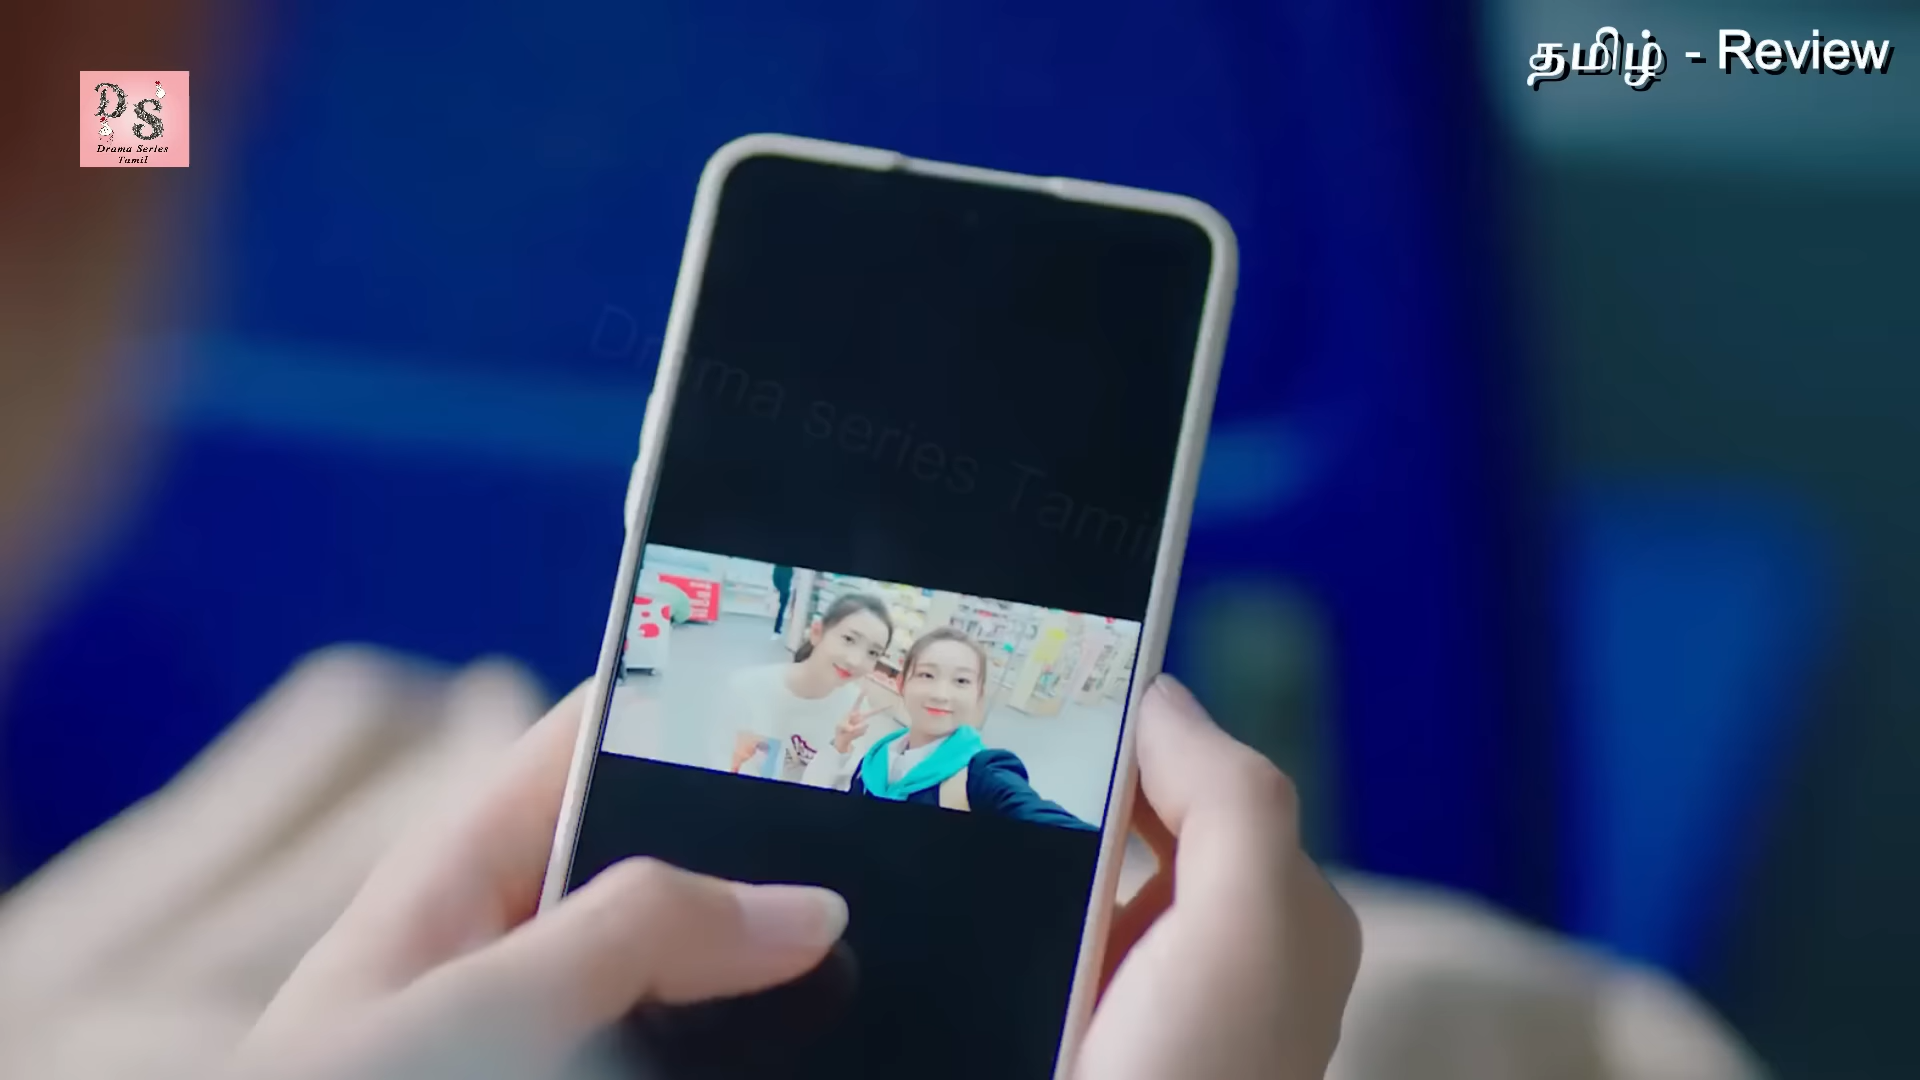 தமிழ் - Review
DS
Drama Series
Tamil
Drama series Tamil